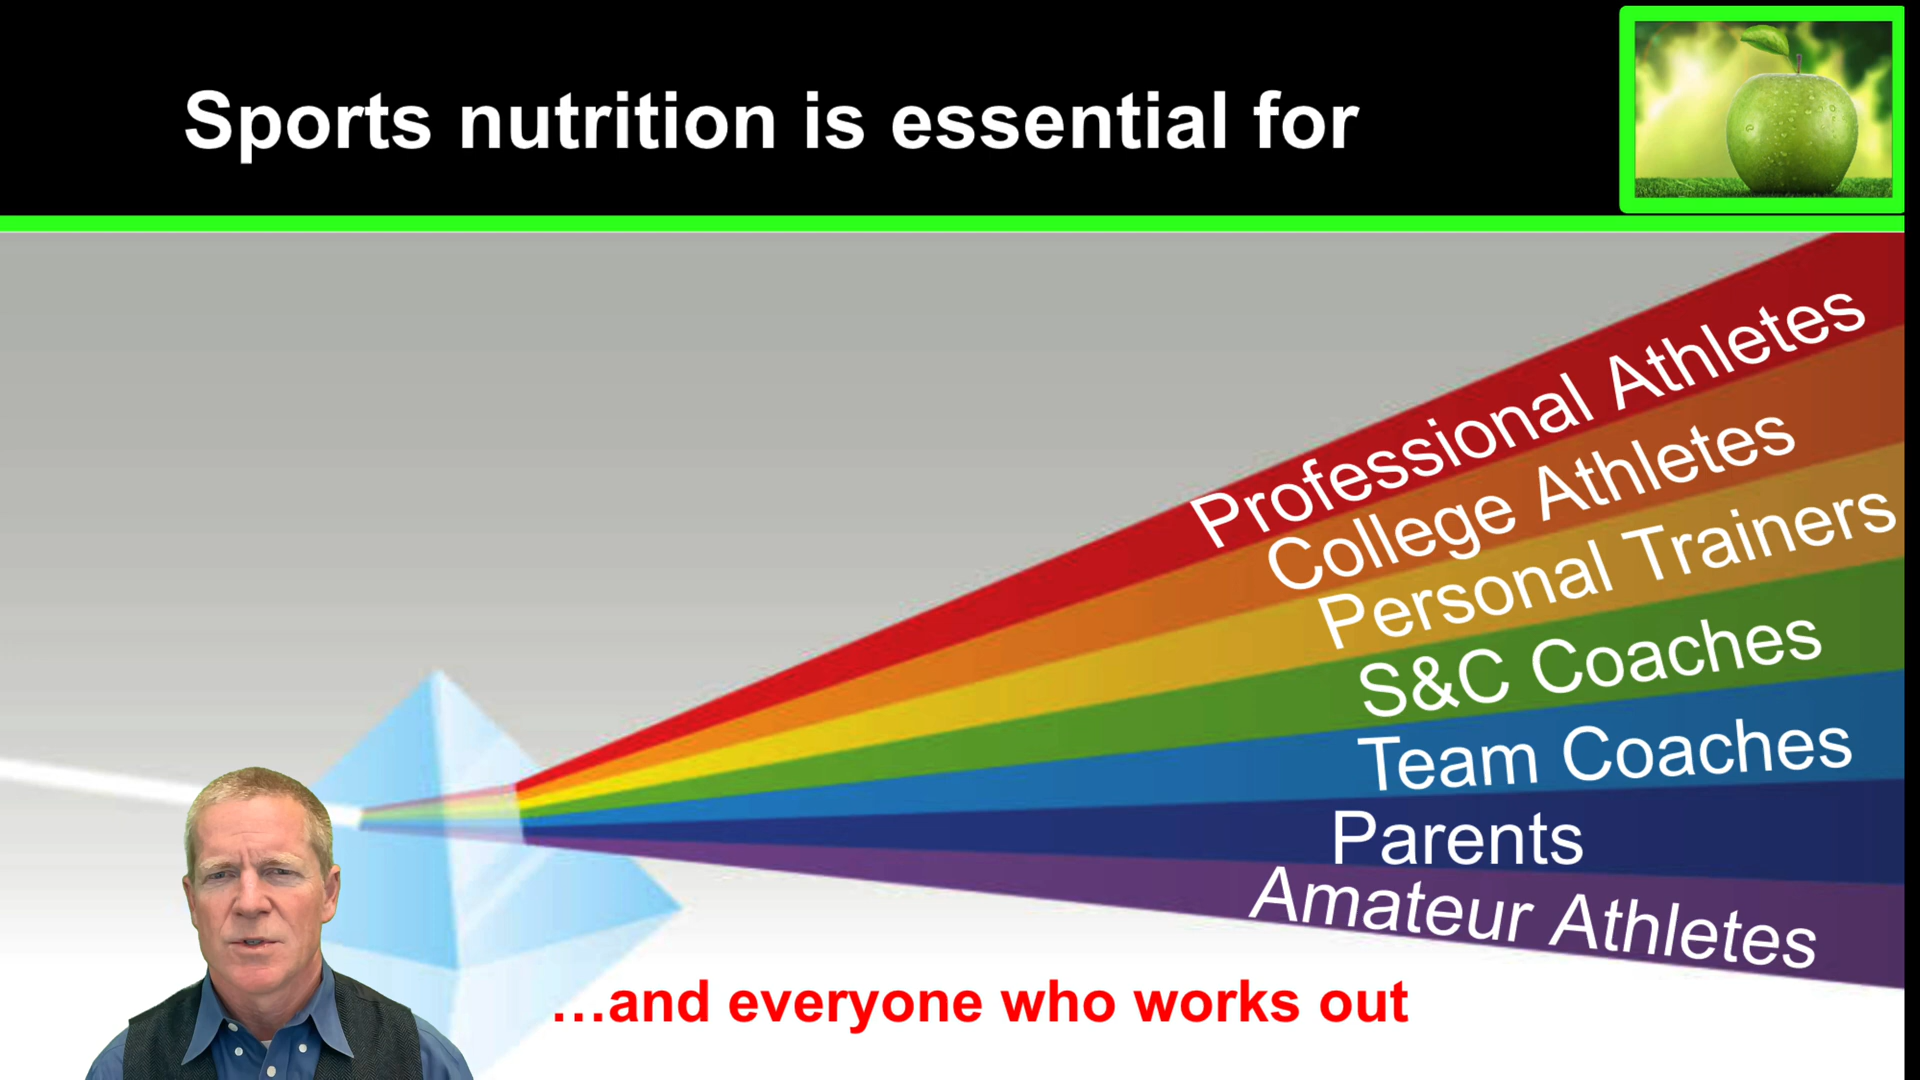 Sports nutrition is essential for
Professional Athletes
College Athletes
Personal Trainers
S&C Coaches
Team Coaches
Parents
Amateur Athletes
...and everyone who works out